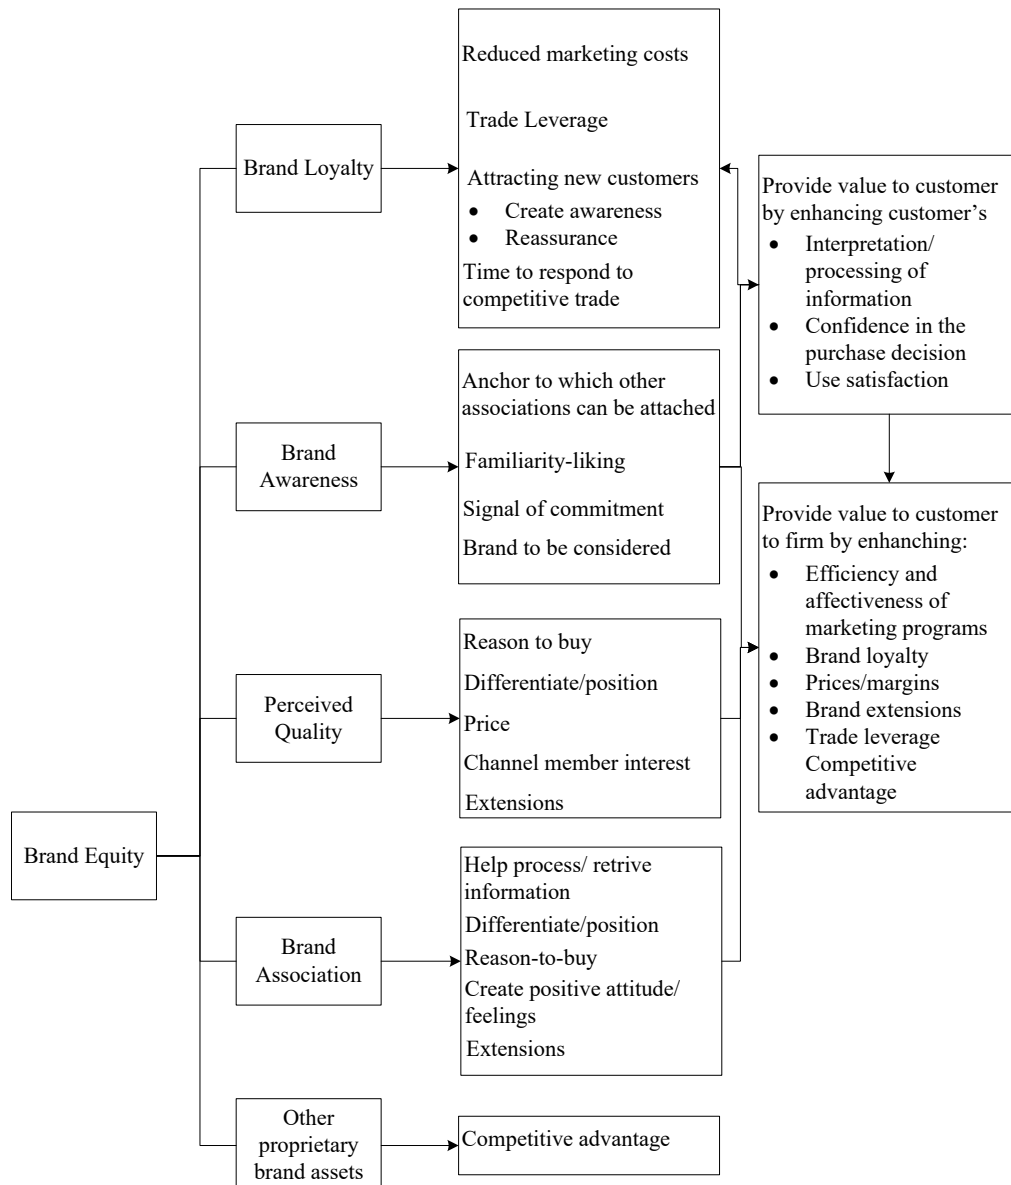 Reduced marketing costs
Trade Leverage
Attracting new customers
• Create awareness
• Reassurance
Time to respond to
competitive trade
Brand Loyalty
Provide value to customer
by enhancing customer's
• Interpretation/
processing of
information
• Confidence in the
purchase decision
• Use satisfaction
Anchor to which other
associations can be attached
Familiarity-liking
Signal of commitment
Brand to be considered
Brand
Awareness
Provide value to customer
to firm by enhanching:
• Efficiency and
affectiveness of
marketing programs
• Brand loyalty
• Prices/margins
• Brand extensions
• Trade leverage
Competitive
advantage
Reason to buy
Differentiate/position
Price
Channel member interest
Extensions
Perceived
Quality
Brand Equity
Help process/ retrive
information
Differentiate/position
Reason-to-buy
Create positive attitude/
feelings
Extensions
Brand
Association
Other
proprietary
brand assets
Competitive advantage